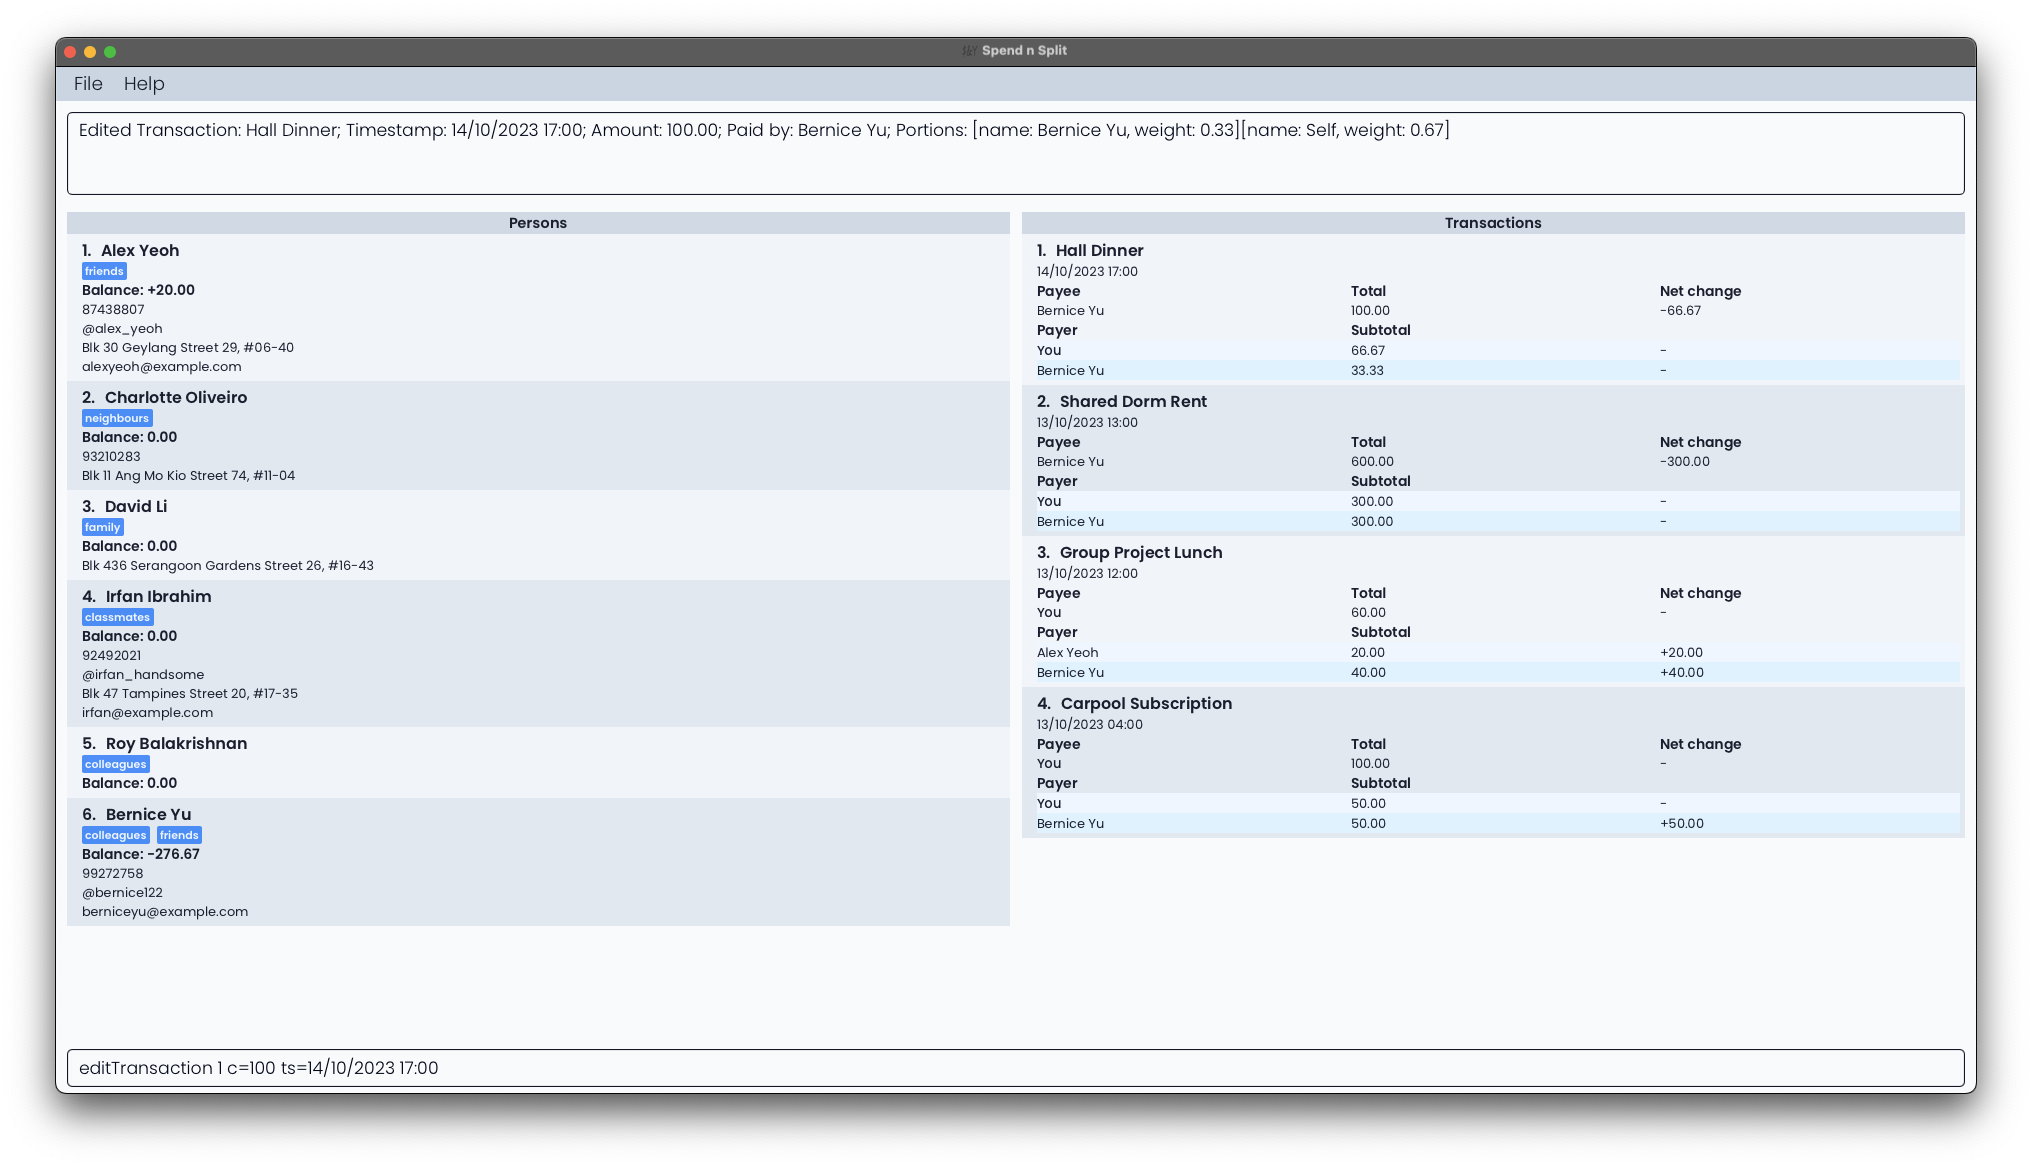 Spend n Split
File Help
Edited Transaction: Hall Dinner; Timestamp: 14/10/2023 17:00; Amount: 100.00; Paid by: Bernice Yu; Portions: [name: Bernice Yu, weight: 0.33][name: Self, weight: 0.67]
Persons
1. Alex Yeoh
friends
Balance: +20.00
87438807
@alex_yeoh
Blk 30 Geylang Street 29, #06-40
alexyeoh@example.com
2. Charlotte Oliveiro
neighbours
Balance: 0.00
93210283
Blk 11 Ang Mo Kio Street 74, #11-04
3. David Li
family
Balance: 0.00
Blk 436 Serangoon Gardens Street 26, #16-43
4. Irfan Ibrahim
classmates
Balance: 0.00
92492021
@irfan_handsome
Blk 47 Tampines Street 20, #17-35
irfan@example.com
5. Roy Balakrishnan
colleagues
Balance: 0.00
6. Bernice Yu
colleagues friends
Balance: -276.67
99272758
@bernice122
berniceyu@example.com
Transactions
1. Hall Dinner
14/10/2023 17:00
Payee Total Net change
Bernice Yu 100.00 -66.67
Payer Subtotal
You 66.67 -
Bernice Yu 33.33 -
2. Shared Dorm Rent
13/10/2023 13:00
Payee Total Net change
Bernice Yu 600.00 -300.00
Payer Subtotal
You 300.00 -
Bernice Yu 300.00 -
3. Group Project Lunch
13/10/2023 12:00
Payee Total Net change
You 60.00 -
Payer Subtotal
Alex Yeoh 20.00 +20.00
Bernice Yu 40.00 +40.00
4. Carpool Subscription
13/10/2023 04:00
Payee Total Net change
You 100.00 -
Payer Subtotal
You 50.00 -
Bernice Yu 50.00 +50.00
editTransaction 1 c=100 ts=14/10/2023 17:00